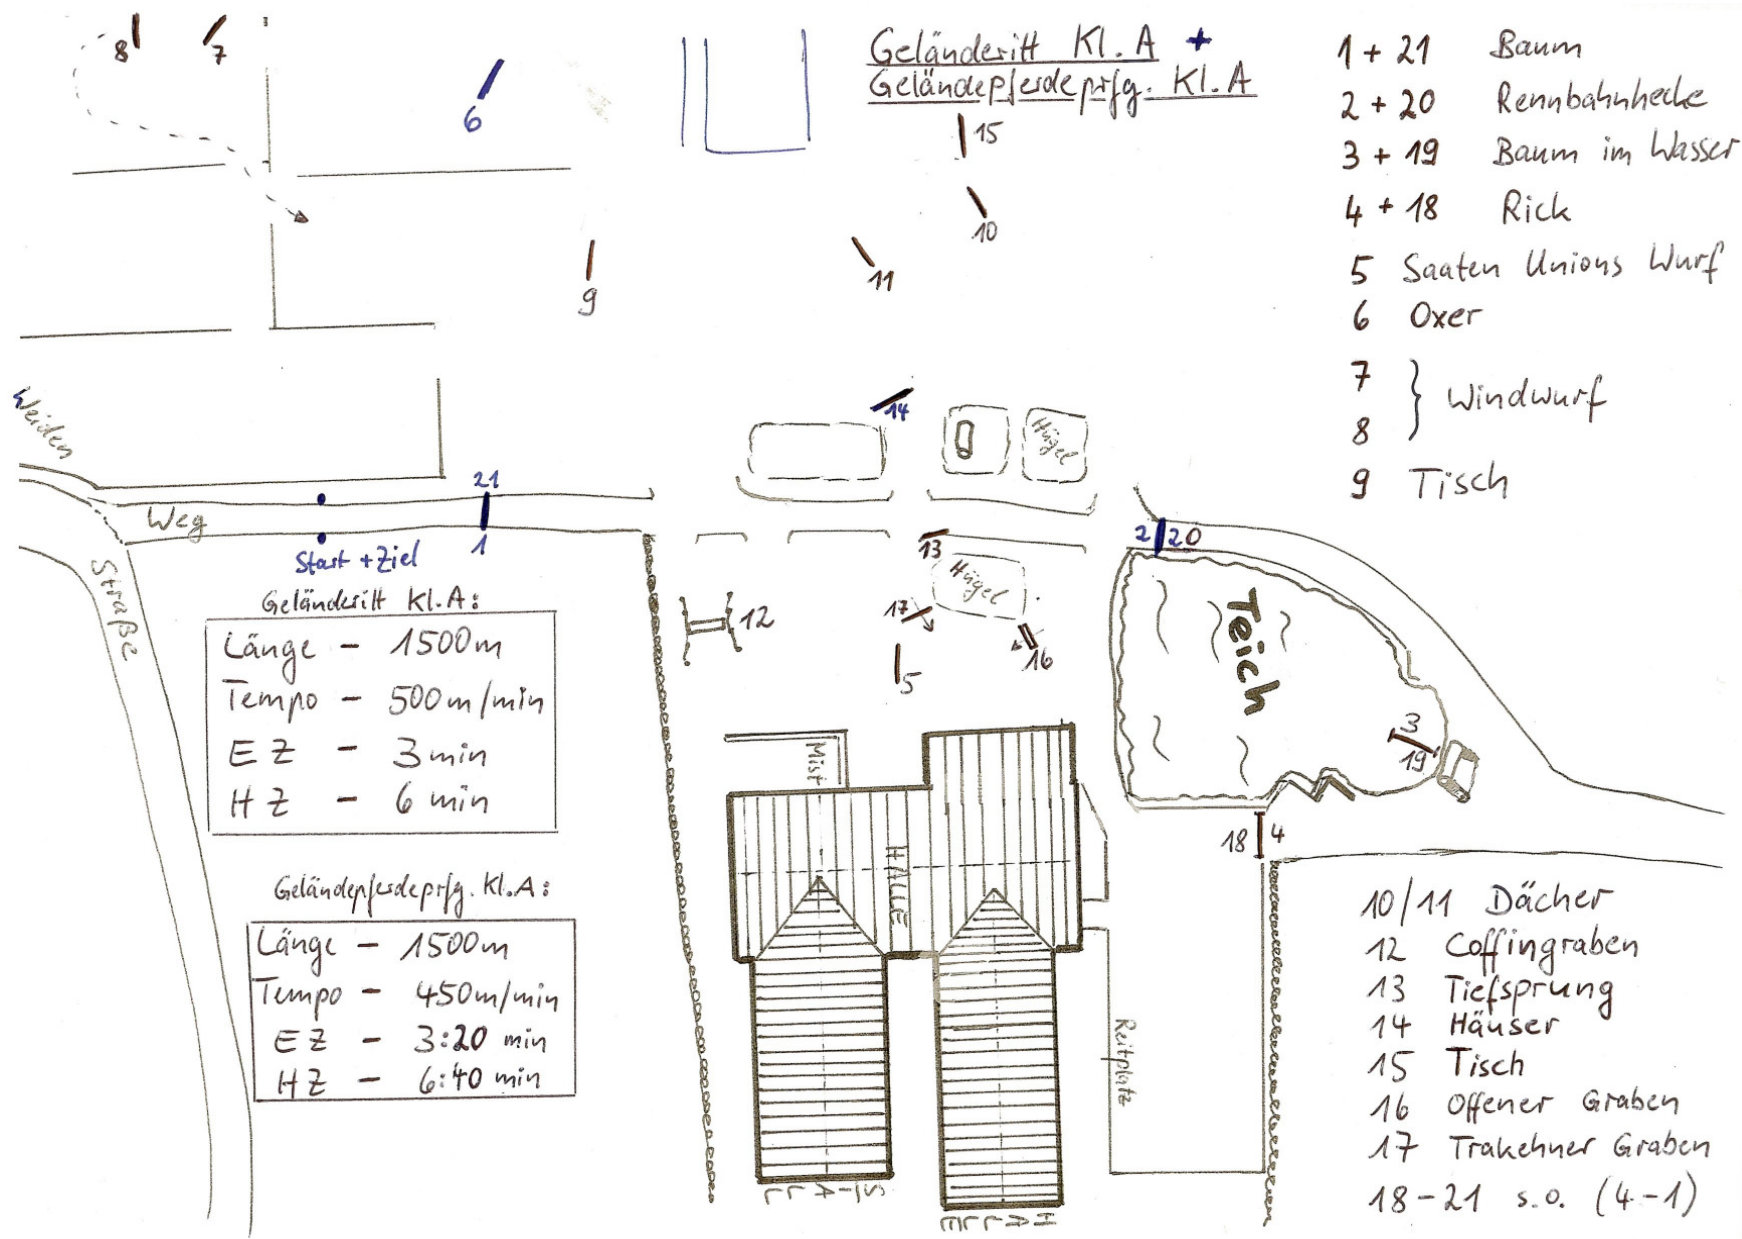 Geländeritt Kl. A +
Geländepferdeprfg. Kl. A
1 + 21 Baum
2 + 20 Rennbahnhecke
3 + 19 Baum im Wasser
4 + 18 Rick
5 Saaten Unions Wurf
6 Oxer
7
8
Windwurf
9 Tisch
8
7
6
15
10
11
9
14
Hügel
Weiden
21
Weg
1
Start + Ziel
2
20
13
Hügel
17
12
16
5
Straße
Teich
3
19
18
4
Geländeritt Kl. A:
Länge - 1500m
Tempo - 500m/min
EZ - 3min
HZ - 6 min
Mist
HALLE
Geländepferdeprfg. Kl. A:
Länge - 1500m
Tempo - 450m/min
EZ - 3:20 min
HZ - 6:40 min
Reitplatz
STALL
HALLE
10/11 Dächer
12 Coffingraben
13 Tiefsprung
14 Häuser
15 Tisch
16 Offener Graben
17 Trakehner Graben
18-21 s.o. (4-1)